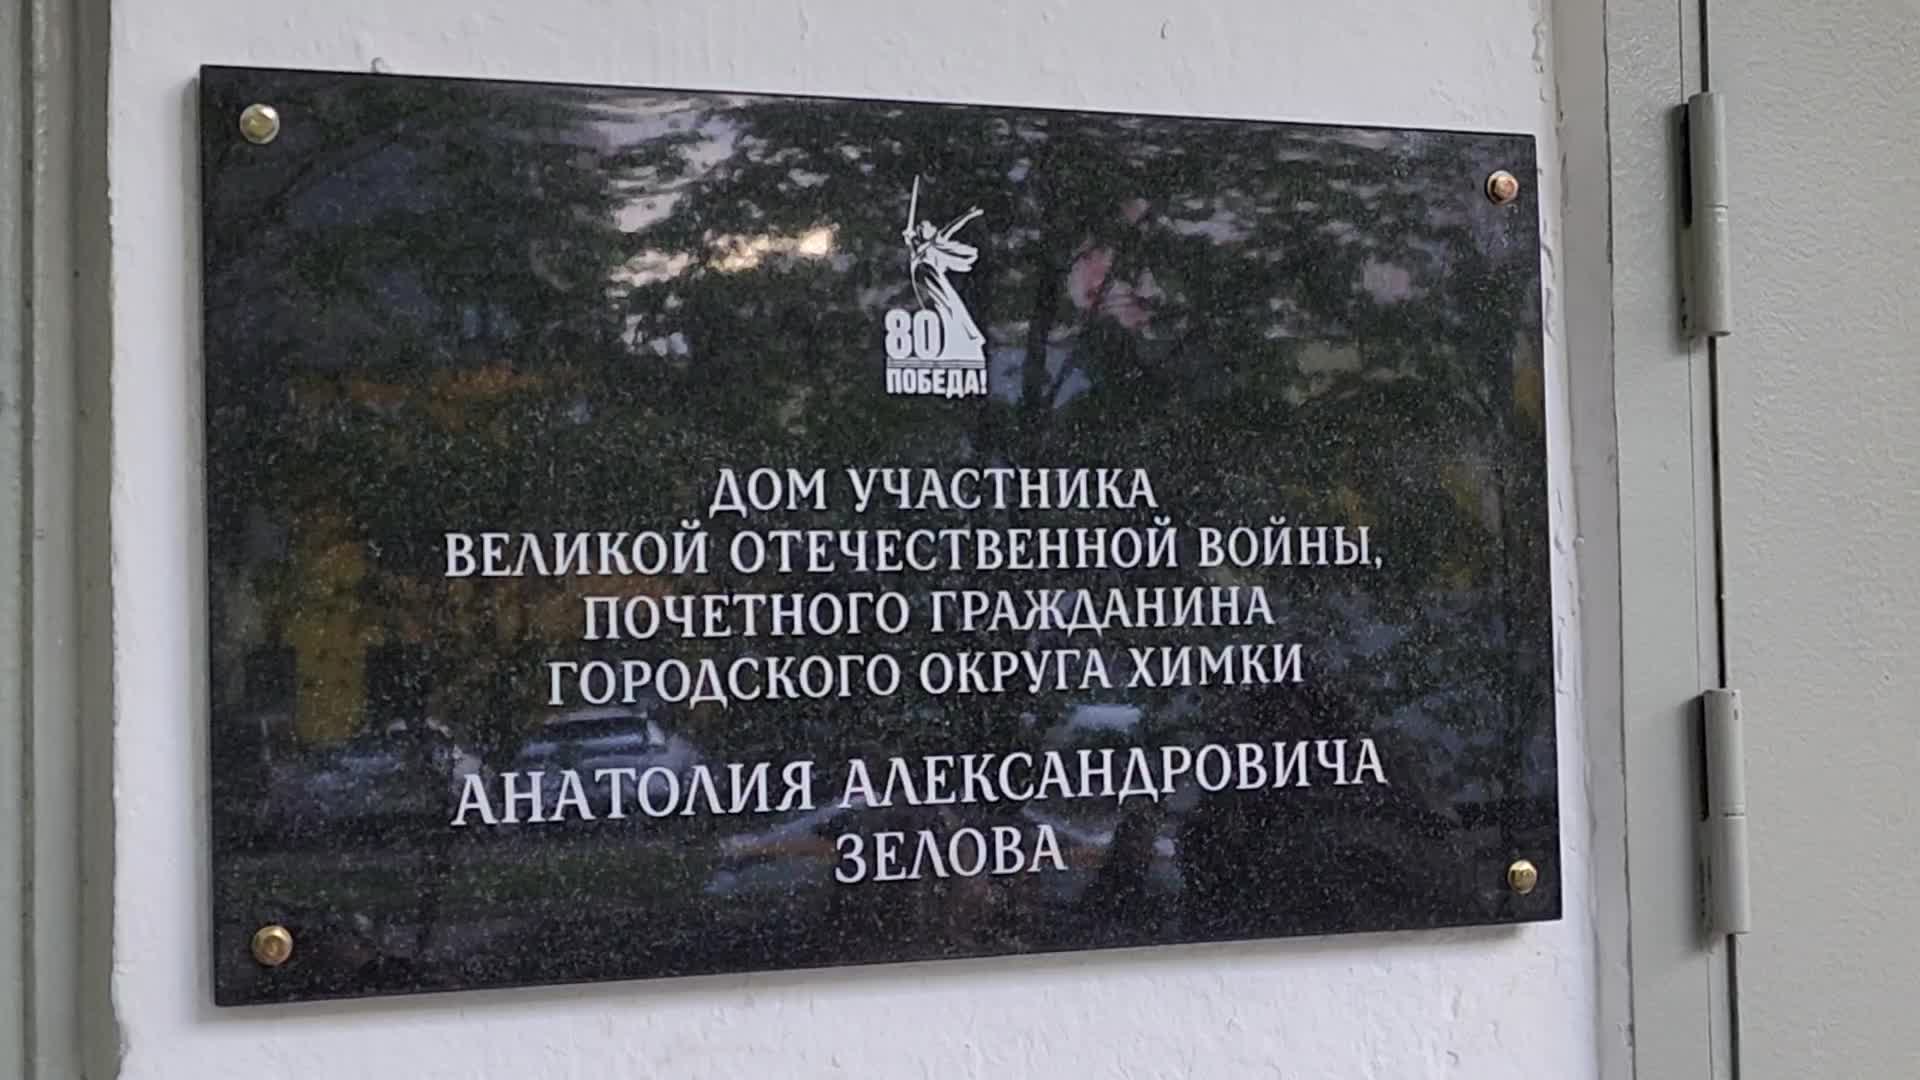 80
ПОБЕДА!
ДОМ УЧАСТНИКА
ВЕЛИКОЙ ОТЕЧЕСТВЕННОЙ ВОЙНЫ,
ПОЧЕТНОГО ГРАЖДАНИНА
ГОРОДСКОГО ОКРУГА ХИМКИ
АНАТОЛИЯ АЛЕКСАНДРОВИЧА
ЗЕЛОВА